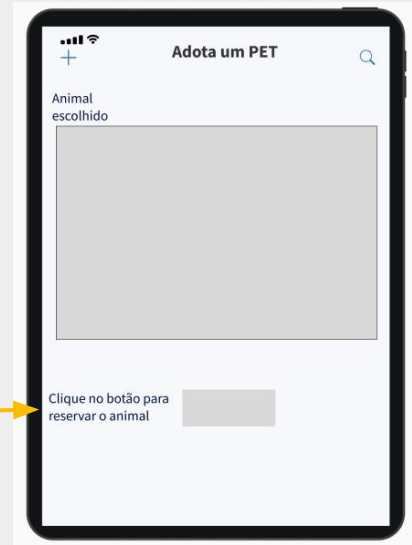 Adota um PET
Animal
escolhido
Clique no botão para
reservar o animal